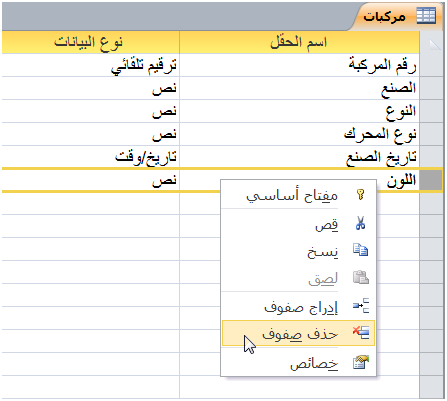 مركبات
اسم الحقل نوع البيانات
رقم المركبة ترقيم تلقائي
الصنع نص
النوع نص
نوع المحرك نص
تاريخ الصنع تاريخ/وقت
اللون نص
مفتاح أساسي
قص
نسخ
لصق
إدراج صفوف
حذف صفوف
خصائص